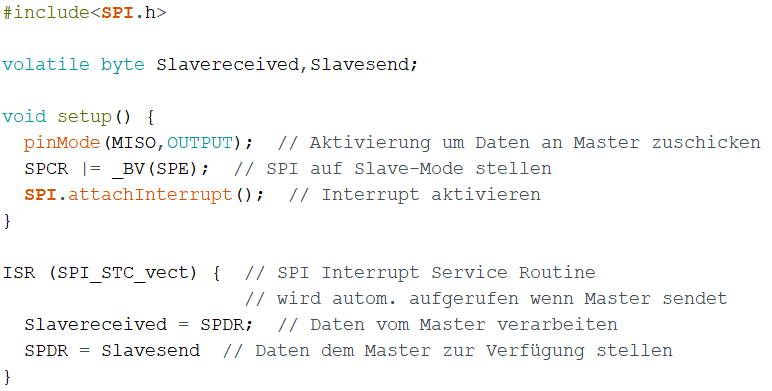 #include<SPI.h>
volatile byte Slavereceived,Slavesend;
void setup() {
pinMode(MISO,OUTPUT);  // Aktivierung um Daten an Master zuschicken
SPCR |= _BV(SPE);  // SPI auf Slave-Mode stellen
SPI.attachInterrupt();  // Interrupt aktivieren
}
ISR (SPI_STC_vect) {  // SPI Interrupt Service Routine
// wird autom. aufgerufen wenn Master sendet
Slavereceived = SPDR;  // Daten vom Master verarbeiten
SPDR = Slavesend  // Daten dem Master zur Verfügung stellen
}